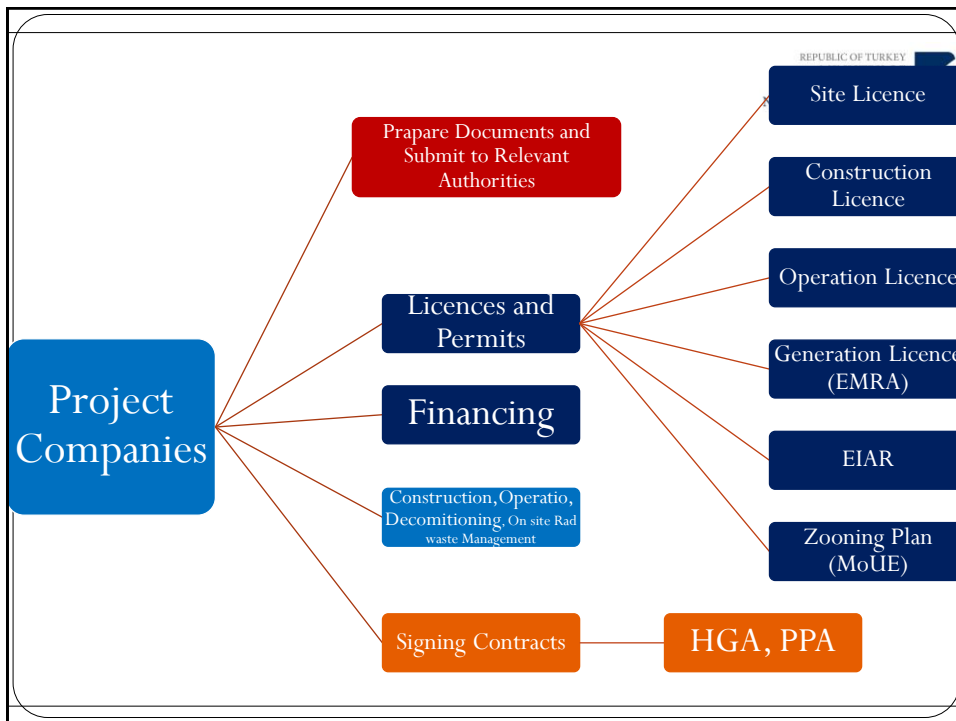 REPUBLIC OF TURKEY
Site Licence
Prapare Documents and
Submit to Relevant
Authorities
Construction
Licence
Operation Licence
Licences and
Permits
Generation Licence
(EMRA)
Project
Companies
Financing
EIAR
Construction,Operatio,
Decomitioning, On site Rad
waste Management
Zooning Plan
(MoUE)
Signing Contracts
HGA, PPA